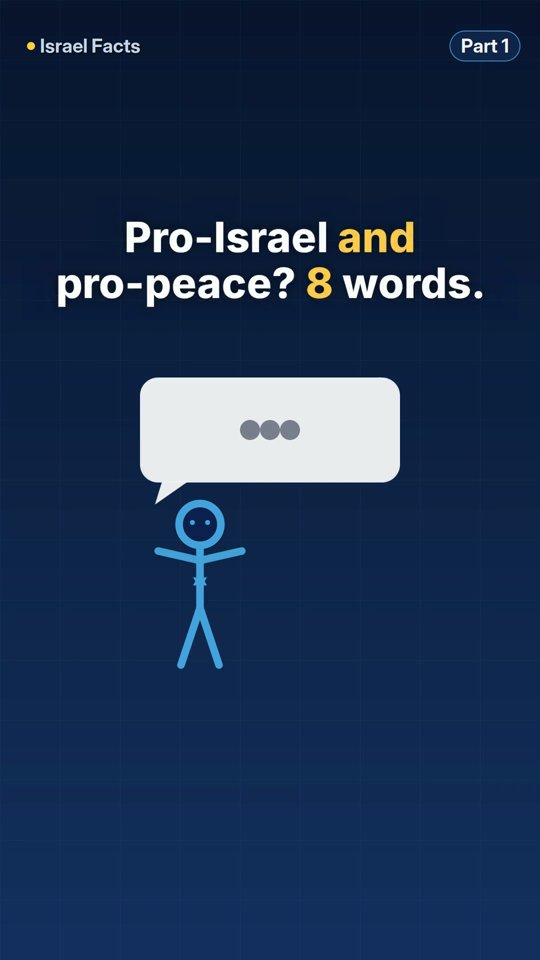 Israel Facts
Part 1
Pro-Israel and
pro-peace? 8 words.